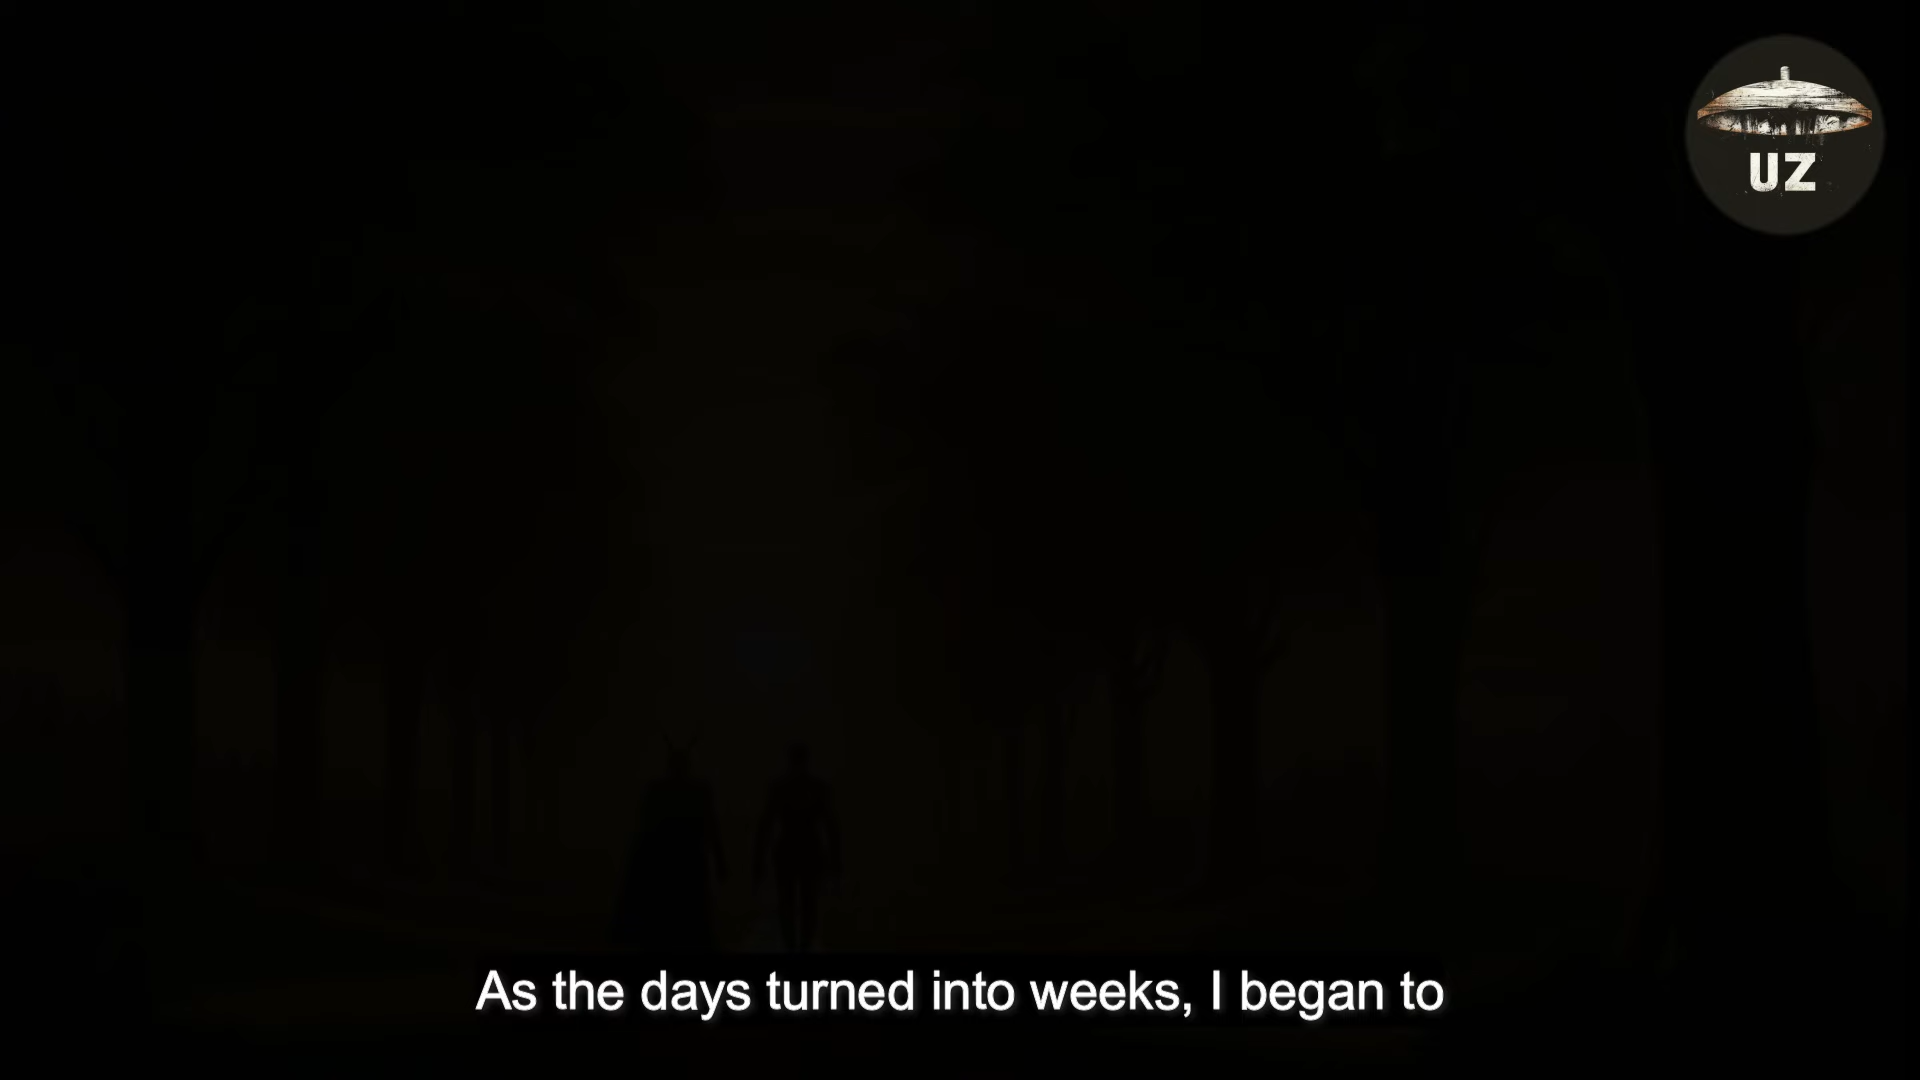 UZ
As the days turned into weeks, I began to